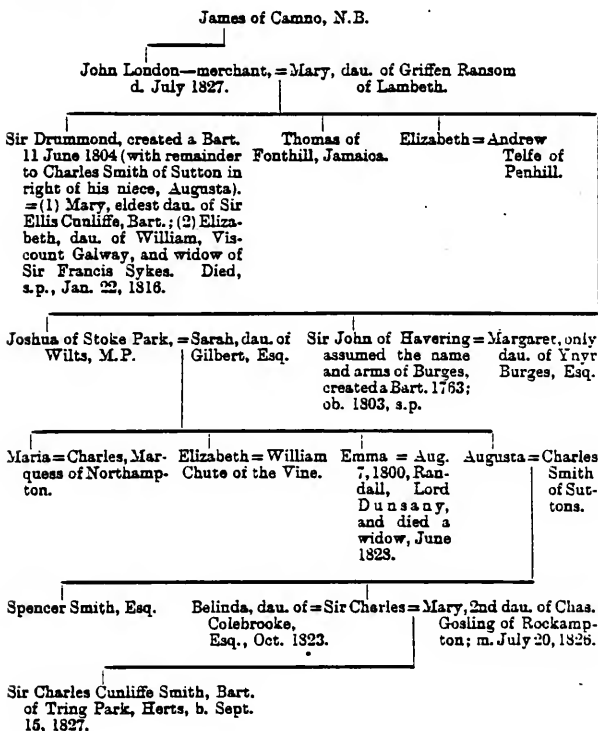 James of Camno, N.B.
John London—merchant, = Mary, dau. of Griffen Ransom
d. July 1827. of Lambeth.
Sir Drummond, created a Bart.
11 June 1804 (with remainder
to Charles Smith of Sutton in
right of his niece, Augusta).
=(1) Mary, eldest dau. of Sir
Ellis Cunliffe, Bart.; (2) Eliza-
beth, dau. of William, Vis-
count Galway, and widow of
Sir Francis Sykes. Died,
s.p., Jan. 22, 1816.
Thomas of
Fonthill, Jamaica.
Elizabeth = Andrew
Telfe of
Penhill.
Joshua of Stoke Park, = Sarah, dau. of
Wilts, M.P. Gilbert, Esq.
Sir John of Havering = Margaret, only
assumed the name dau. of Ynyr
and arms of Burges, Burges, Esq.
created a Bart. 1763;
ob. 1803, s.p.
Maria = Charles, Mar-
quess of Northamp-
ton.
Elizabeth = William
Chute of the Vine.
Emma = Aug.
7, 1800, Ran-
dall, Lord
Dunsany,
and died a
widow, June
1828.
Augusta = Charles
Smith
of Sut-
tons.
Spencer Smith, Esq.
Belinda, dau. of = Sir Charles = Mary, 2nd dau. of Chas.
Colebrooke, Gosling of Rockamp-
Esq., Oct. 1823. ton; m. July 20, 1826.
Sir Charles Cunliffe Smith, Bart.
of Tring Park, Herts, b. Sept.
15, 1827.